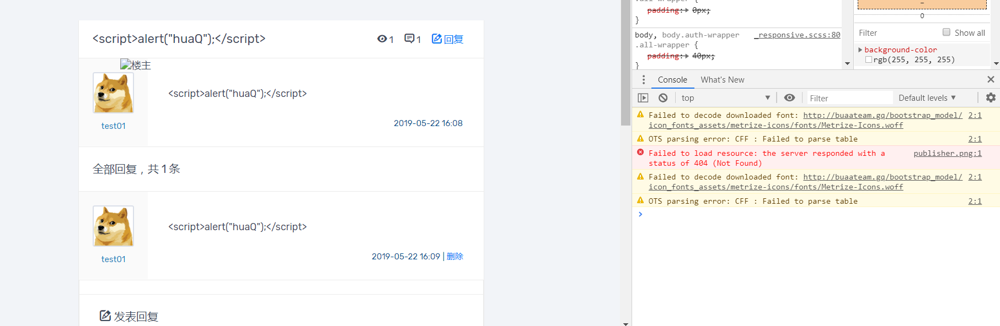 <script>alert("huaQ");</script>
1
1
回复
楼主
<script>alert("huaQ");</script>
test01
2019-05-22 16:08
全部回复，共 1 条
<script>alert("huaQ");</script>
test01
2019-05-22 16:09 | 删除
发表回复
padding: 0px;
}
body, body.auth-wrapper _responsive.scss:80
.all-wrapper {
padding: 40px;
}
–
0
Filter Show all
background-color
rgb(255, 255, 255)
Console What's New
top Filter Default levels
Failed to decode downloaded font: http://buaateam.gq/bootstrap_model/ 2:1
icon_fonts_assets/metrize-icons/fonts/Metrize-Icons.woff
OTS parsing error: CFF : Failed to parse table 2:1
Failed to load resource: the server responded with a publisher.png:1
status of 404 (Not Found)
Failed to decode downloaded font: http://buaateam.gq/bootstrap_model/ 2:1
icon_fonts_assets/metrize-icons/fonts/Metrize-Icons.woff
OTS parsing error: CFF : Failed to parse table 2:1